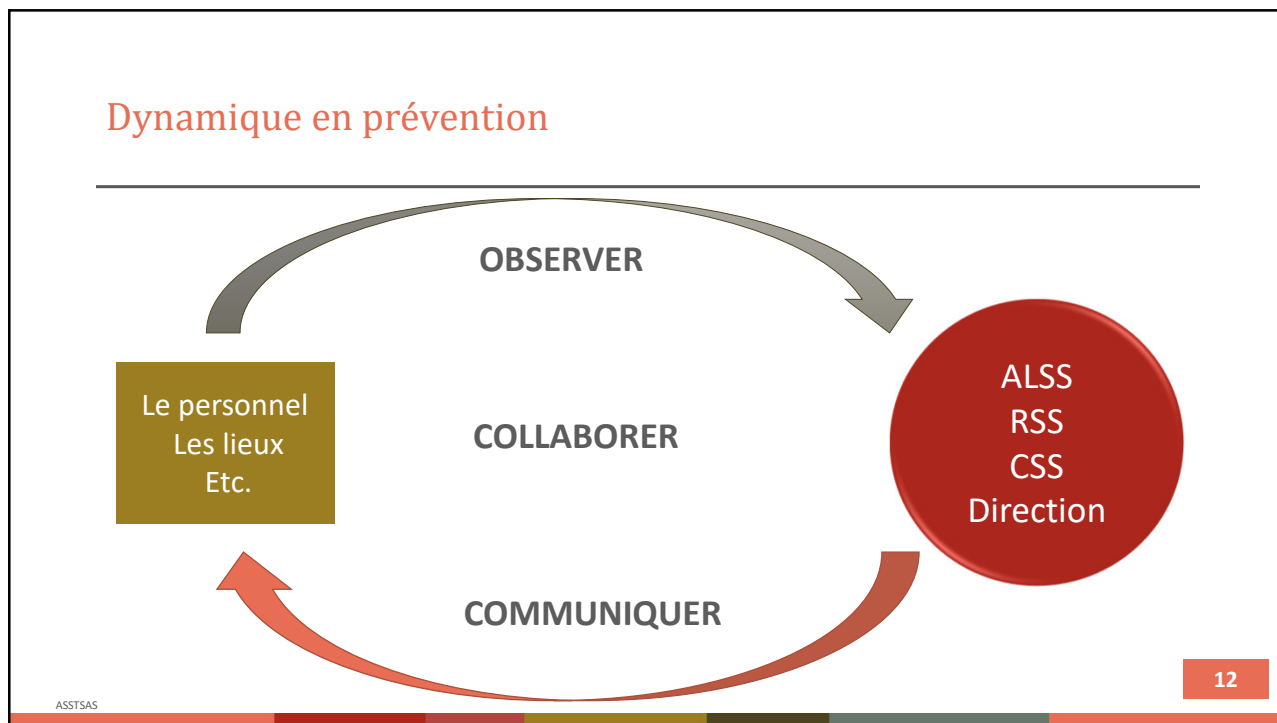 Dynamique en prévention
OBSERVER
Le personnel
Les lieux
Etc.
COLLABORER
ALSS
RSS
CSS
Direction
COMMUNIQUER
12
ASSTSAS